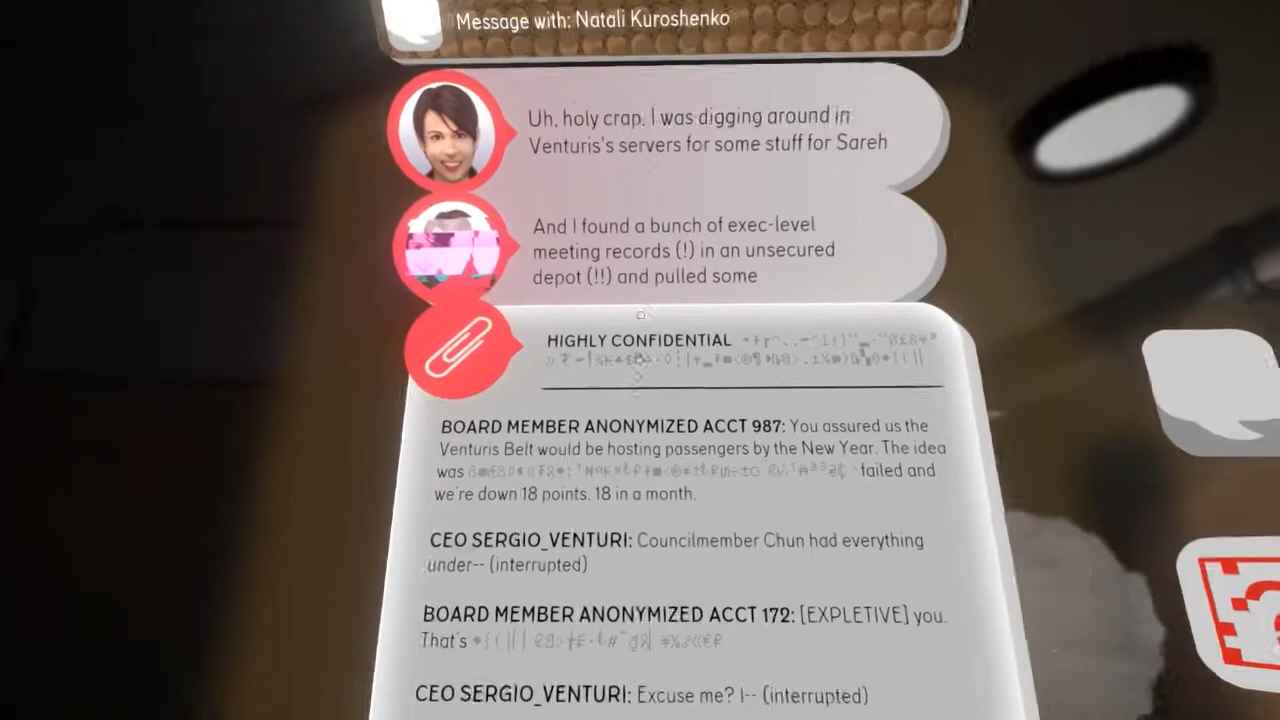 Message with: Natali Kuroshenko
Uh, holy crap, I was digging around in
Venturis's servers for some stuff for Sareh
And I found a bunch of exec-level
meeting records (!) in an unsecured
depot (!!) and pulled some
HIGHLY CONFIDENTIAL
BOARD MEMBER ANONYMIZED ACCT 987: You assured us the
Venturis Belt would be hosting passengers by the New Year. The idea
was failed and
we're down 18 points. 18 in a month.
CEO SERGIO_VENTURI: Councilmember Chun had everything
under-- (interrupted)
BOARD MEMBER ANONYMIZED ACCT 172: [EXPLETIVE] you.
That's
CEO SERGIO_VENTURI: Excuse me? I-- (interrupted)